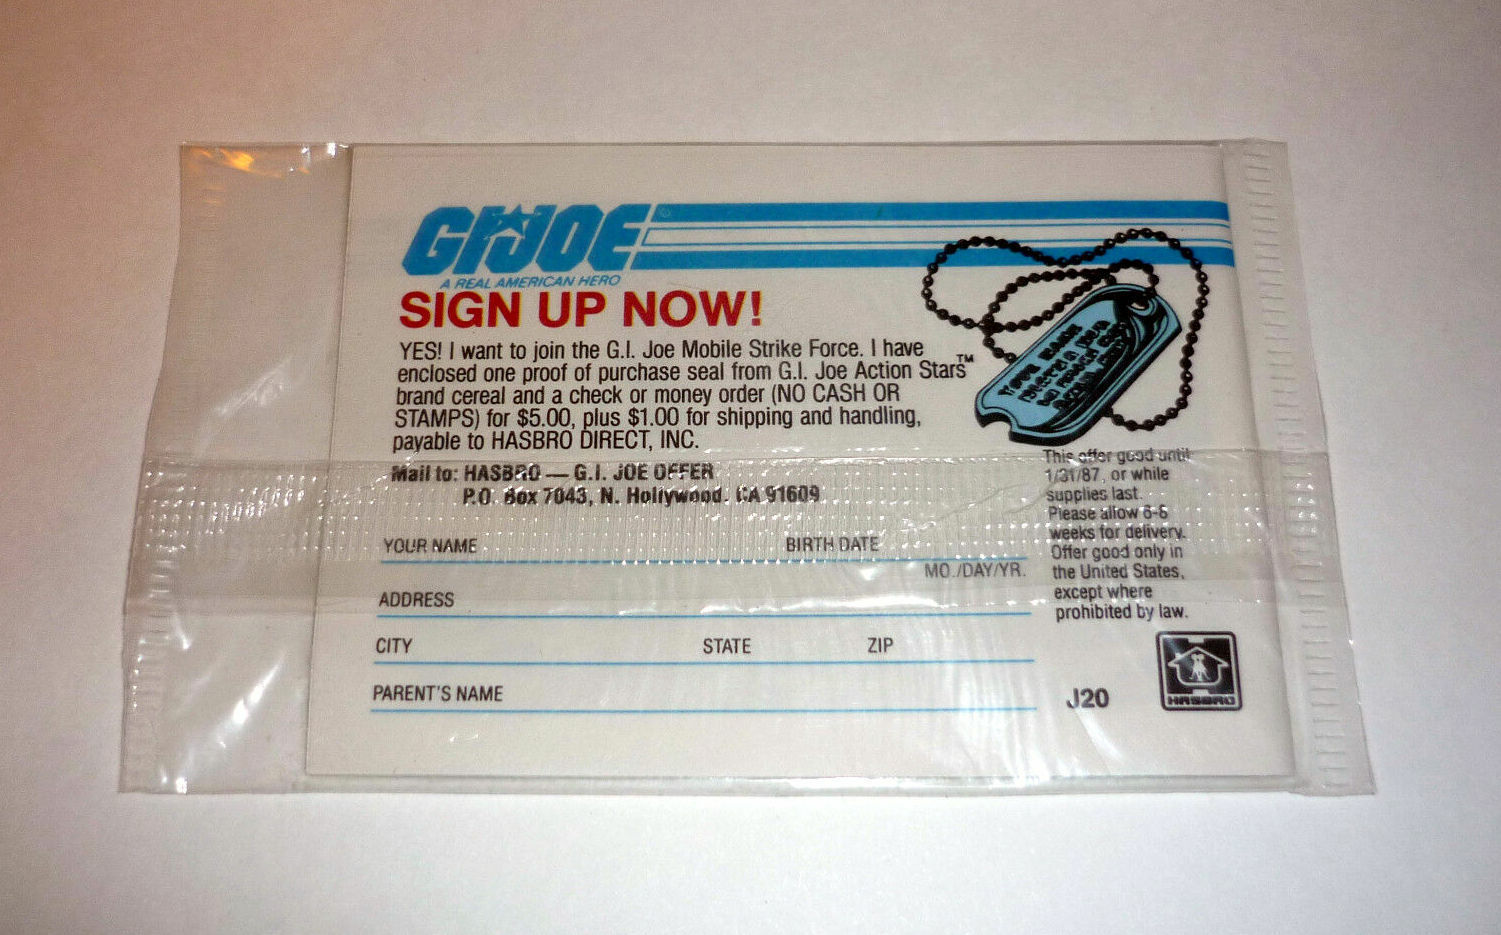 GI JOE
A REAL AMERICAN HERO
SIGN UP NOW!
YES! I want to join the G.I. Joe Mobile Strike Force. I have
enclosed one proof of purchase seal from G.I. Joe Action Stars™
brand cereal and a check or money order (NO CASH OR
STAMPS) for $5.00, plus $1.00 for shipping and handling,
payable to HASBRO DIRECT, INC.
Mail to: HASBRO — G.I. JOE OFFER
P.O. Box 7043, N. Hollywood, CA 91609
YOUR NAME BIRTH DATE
MO./DAY/YR.
ADDRESS
CITY STATE ZIP
PARENT'S NAME
This offer good until
1/31/87, or while
supplies last.
Please allow 6-8
weeks for delivery.
Offer good only in
the United States,
except where
prohibited by law.
J20
HASBRO